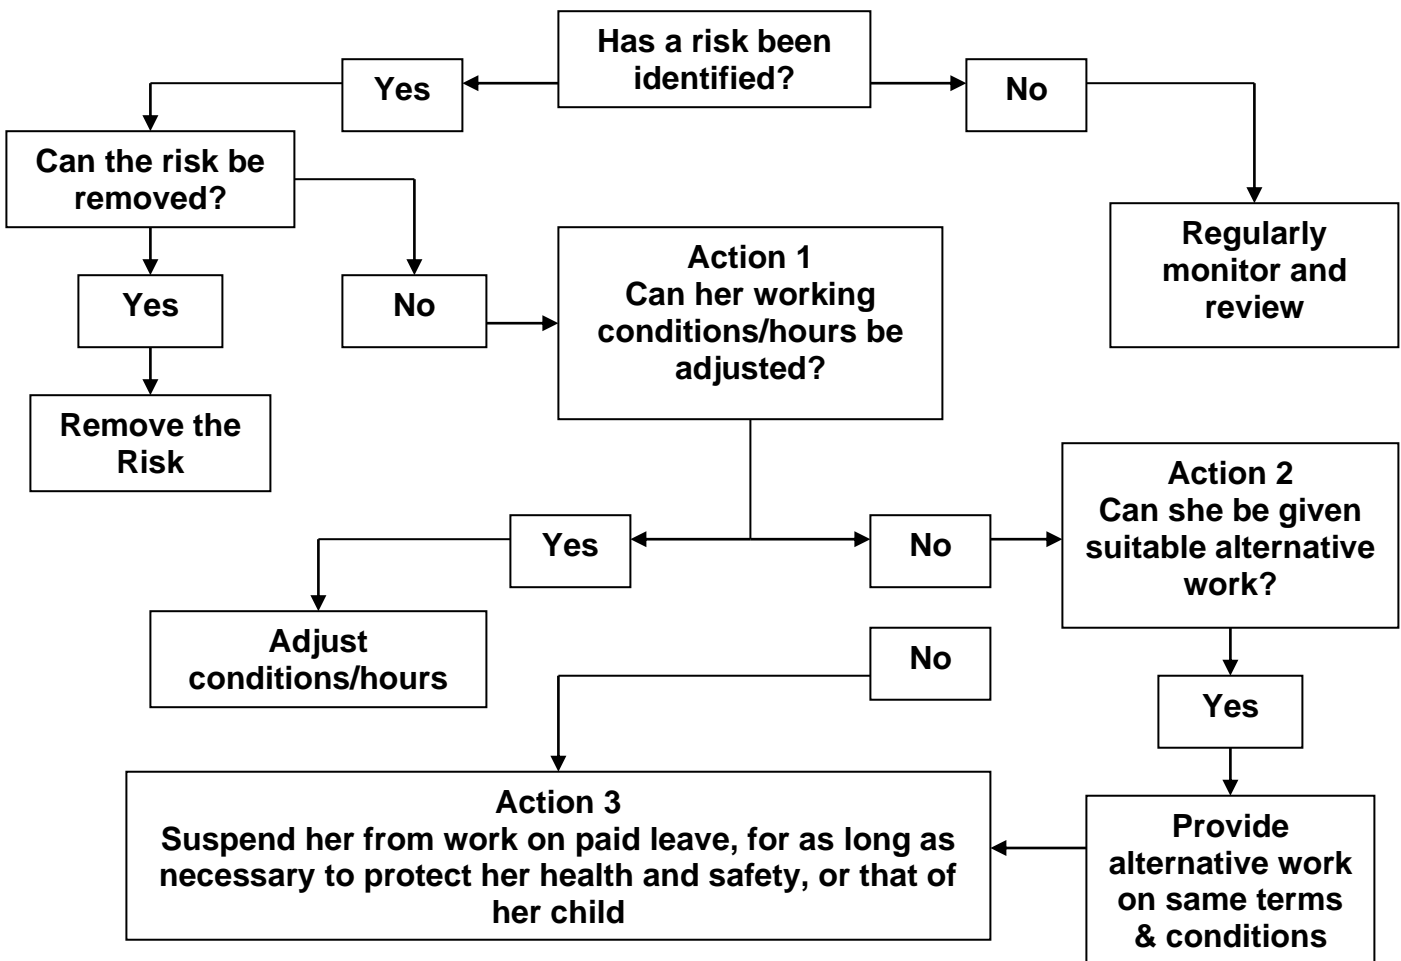 Has a risk been
identified?
Yes
No
Can the risk be
removed?
Regularly
monitor and
review
Action 1
Can her working
conditions/hours be
adjusted?
Yes
No
Remove the
Risk
Action 2
Can she be given
suitable alternative
work?
Yes
No
Adjust
conditions/hours
No
Yes
Action 3
Suspend her from work on paid leave, for as long as
necessary to protect her health and safety, or that of
her child
Provide
alternative work
on same terms
& conditions